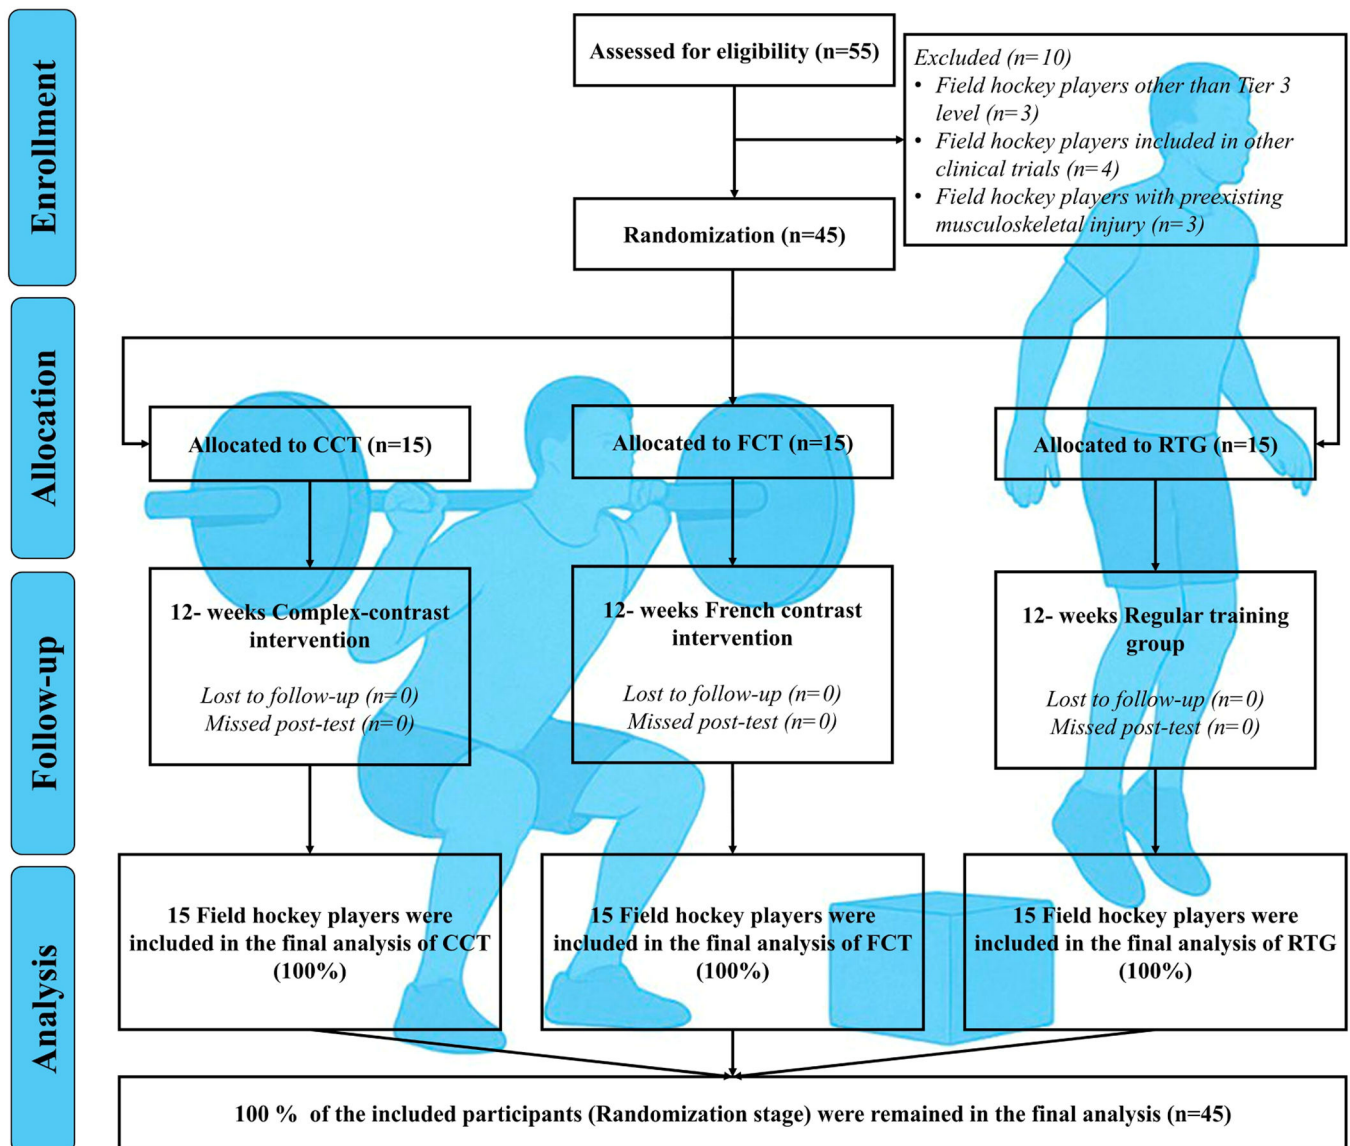 Enrollment
Assessed for eligibility (n=55)
Excluded (n=10)
• Field hockey players other than Tier 3
level (n=3)
• Field hockey players included in other
clinical trials (n=4)
• Field hockey players with preexisting
musculoskeletal injury (n=3)
Randomization (n=45)
Allocation
Allocated to CCT (n=15)
Allocated to FCT (n=15)
Allocated to RTG (n=15)
Follow-up
12- weeks Complex-contrast
intervention
Lost to follow-up (n=0)
Missed post-test (n=0)
12- weeks French contrast
intervention
Lost to follow-up (n=0)
Missed post-test (n=0)
12- weeks Regular training
group
Lost to follow-up (n=0)
Missed post-test (n=0)
Analysis
15 Field hockey players were
included in the final analysis of CCT
(100%)
15 Field hockey players were
included in the final analysis of FCT
(100%)
15 Field hockey players were
included in the final analysis of RTG
(100%)
100 % of the included participants (Randomization stage) were remained in the final analysis (n=45)